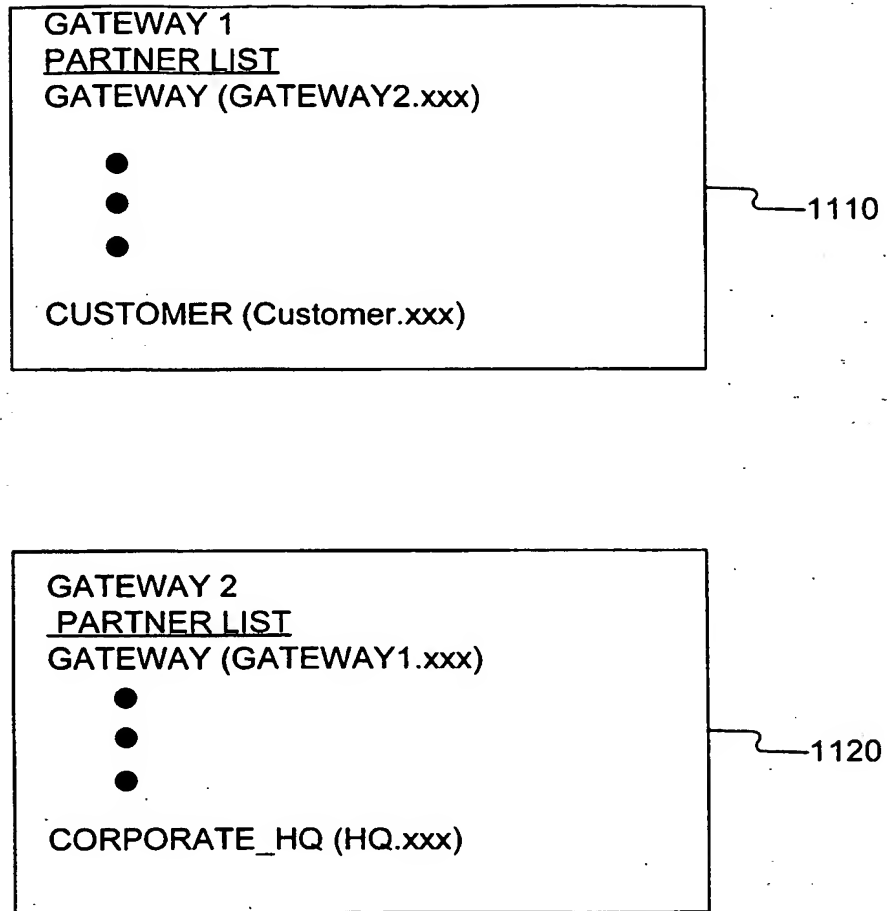 GATEWAY 1
PARTNER LIST
GATEWAY (GATEWAY2.xxx)
CUSTOMER (Customer.xxx)
1110
GATEWAY 2
PARTNER LIST
GATEWAY (GATEWAY1.xxx)
CORPORATE_HQ (HQ.xxx)
1120